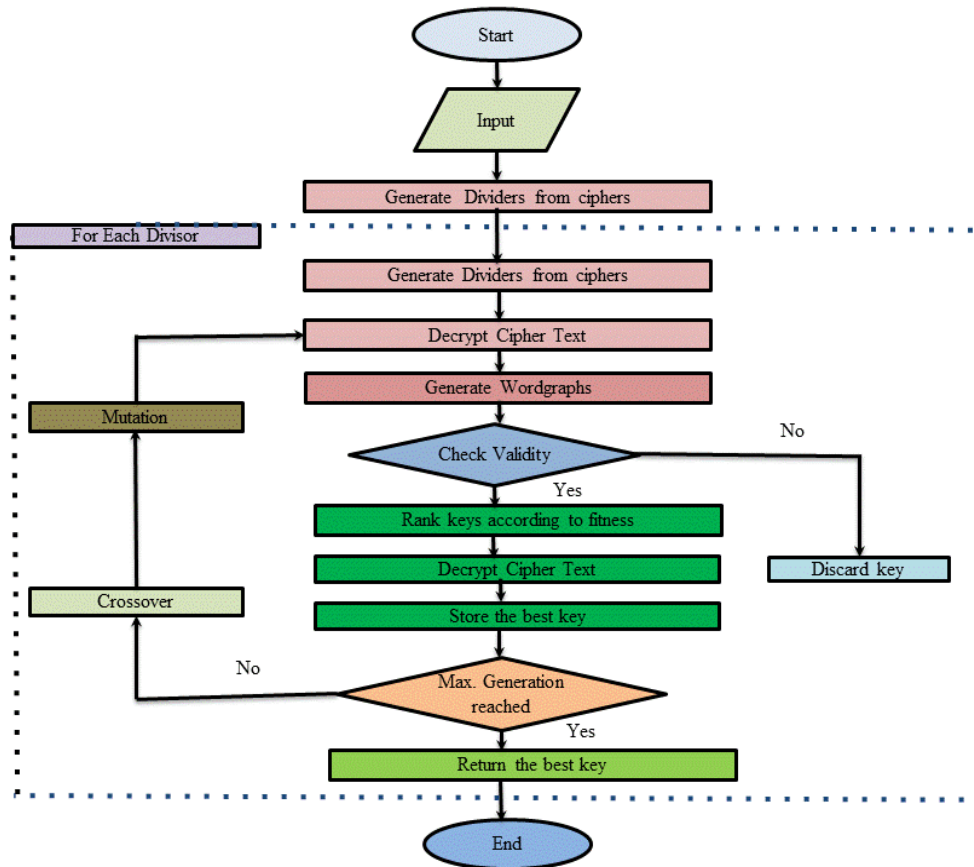 Start
Input
Generate Dividers from ciphers
For Each Divisor
Generate Dividers from ciphers
Decrypt Cipher Text
Generate Wordgraphs
Mutation
No
Check Validity
Yes
Rank keys according to fitness
Decrypt Cipher Text
Discard key
Crossover
Store the best key
No
Max. Generation
reached
Yes
Return the best key
End